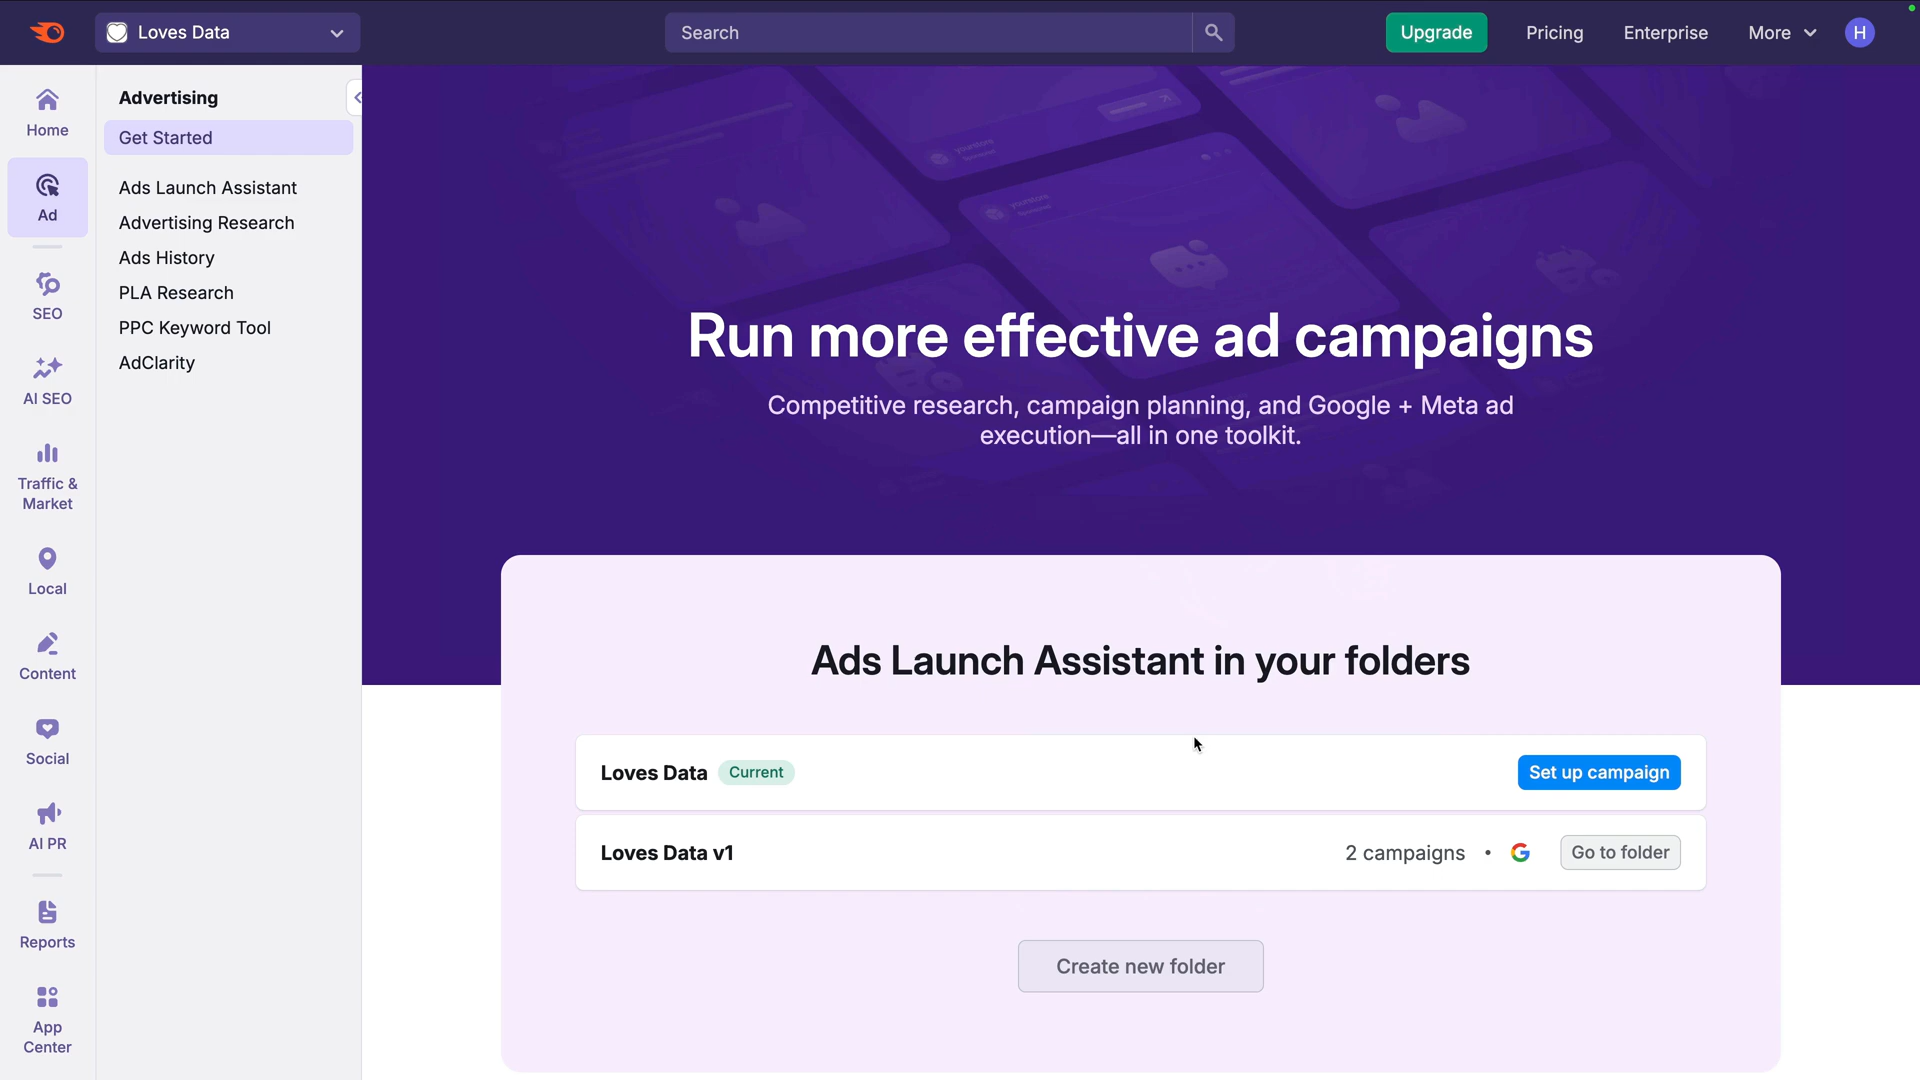 Loves Data
Search
Upgrade
Pricing
Enterprise
More
H
Home
Ad
SEO
AI SEO
Traffic &
Market
Local
Content
Social
AI PR
Reports
App
Center
Advertising
Get Started
Ads Launch Assistant
Advertising Research
Ads History
PLA Research
PPC Keyword Tool
AdClarity
yourstore
yourstore
Run more effective ad campaigns
Competitive research, campaign planning, and Google + Meta ad
execution—all in one toolkit.
Ads Launch Assistant in your folders
Loves Data Current
Set up campaign
Loves Data v1
2 campaigns •
Go to folder
Create new folder